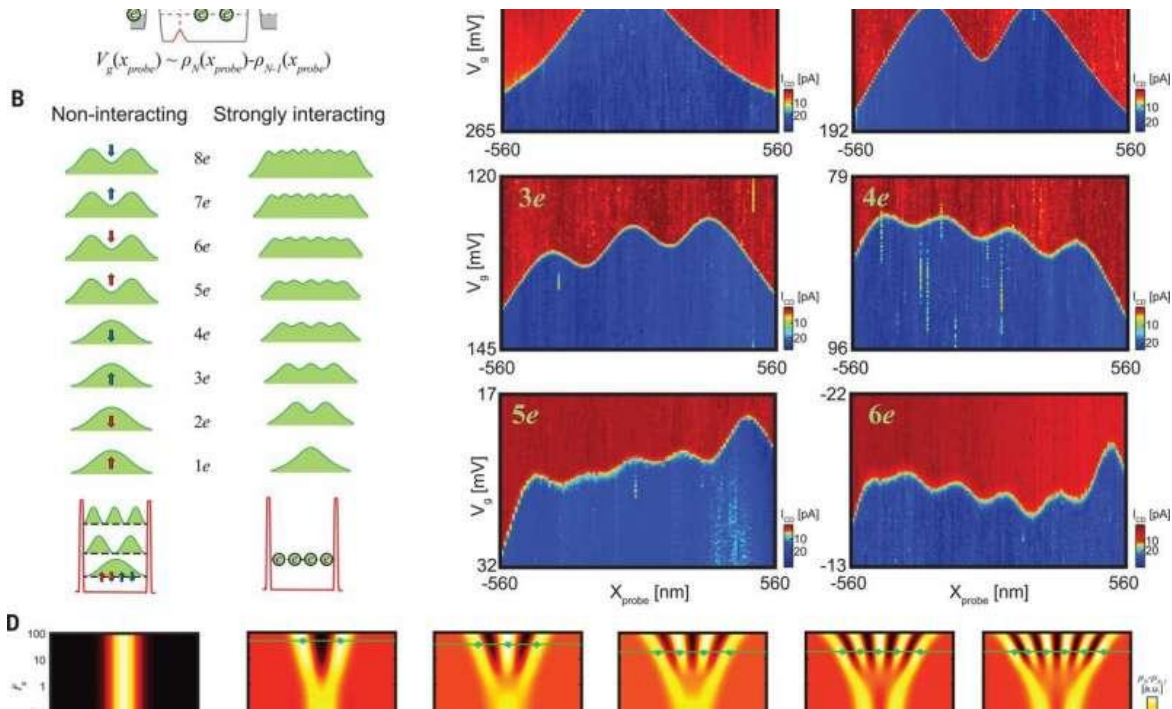 V_g(x_probe) ~ ρ_N(x_probe)-ρ_N-1(x_probe)
B
Non-interacting Strongly interacting
8e
7e
6e
5e
4e
3e
2e
1e
V_g [mV]
265
-560 560
I_CD [pA]
10
20
192
-560 560
I_CD [pA]
10
20
120
3e
V_g [mV]
145
-560 560
I_CD [pA]
10
20
79
4e
96
-560 560
I_CD [pA]
10
20
17
5e
V_g [mV]
32
-560 560
X_probe [nm]
I_CD [pA]
10
20
-22
6e
-13
-560 560
X_probe [nm]
I_CD [pA]
10
20
D
100
10
1
[a.u.]